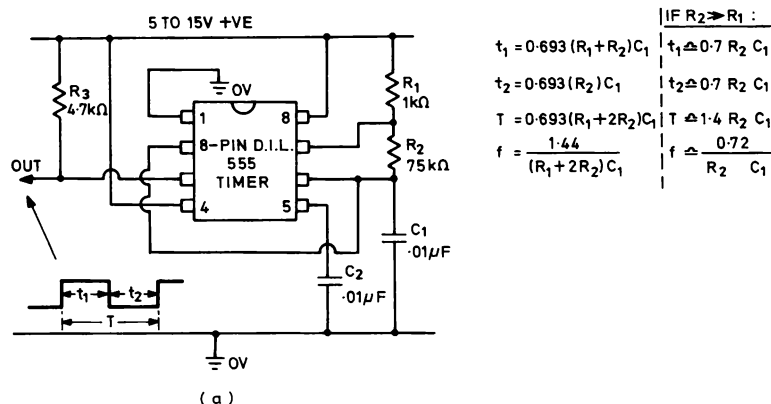 5 TO 15V +VE
R3
4·7kΩ
0V
R1
1kΩ
1
8
8-PIN D.I.L.
555
TIMER
R2
75kΩ
OUT
4
5
C1
·01μF
C2
·01μF
t1
t2
T
0V
(a)
IF R2≫R1 :
t1=0·693(R1+R2)C1
t1≏0·7 R2 C1
t2=0·693(R2)C1
t2≏0·7 R2 C1
T=0·693(R1+2R2)C1
T≏1·4 R2 C1
f = 1·44
(R1+2R2)C1
f ≏ 0·72
R2 C1